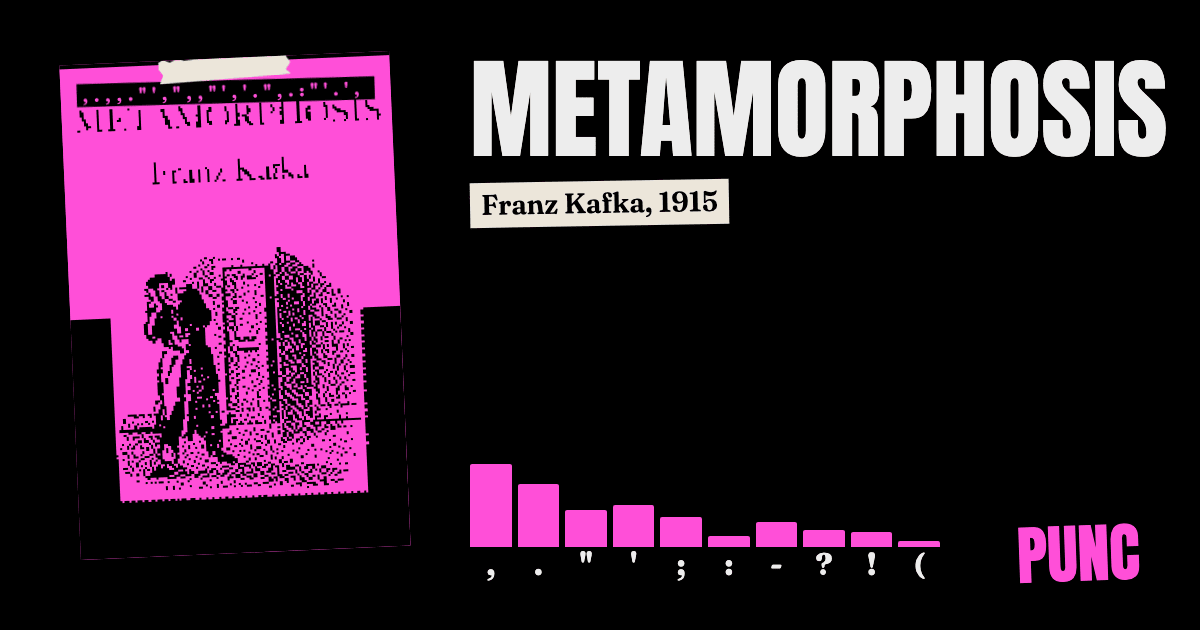 METAMORPHOSIS
Franz Kafka
METAMORPHOSIS
Franz Kafka, 1915
, . " ' ; : - ? ! (
PUNC